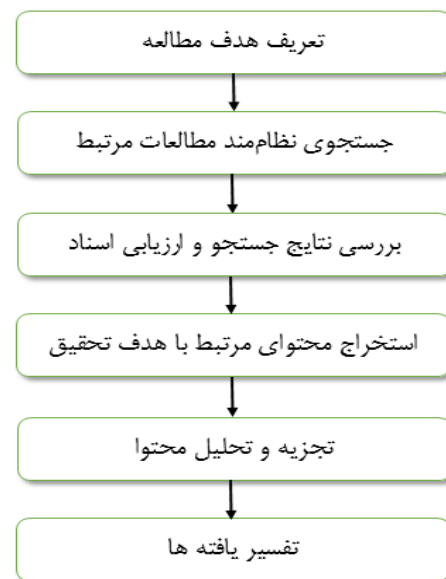 تعریف هدف مطالعه
جستجوی نظام‌مند مطالعات مرتبط
بررسی نتایج جستجو و ارزیابی اسناد
استخراج محتوای مرتبط با هدف تحقیق
تجزیه و تحلیل محتوا
تفسیر یافته ها